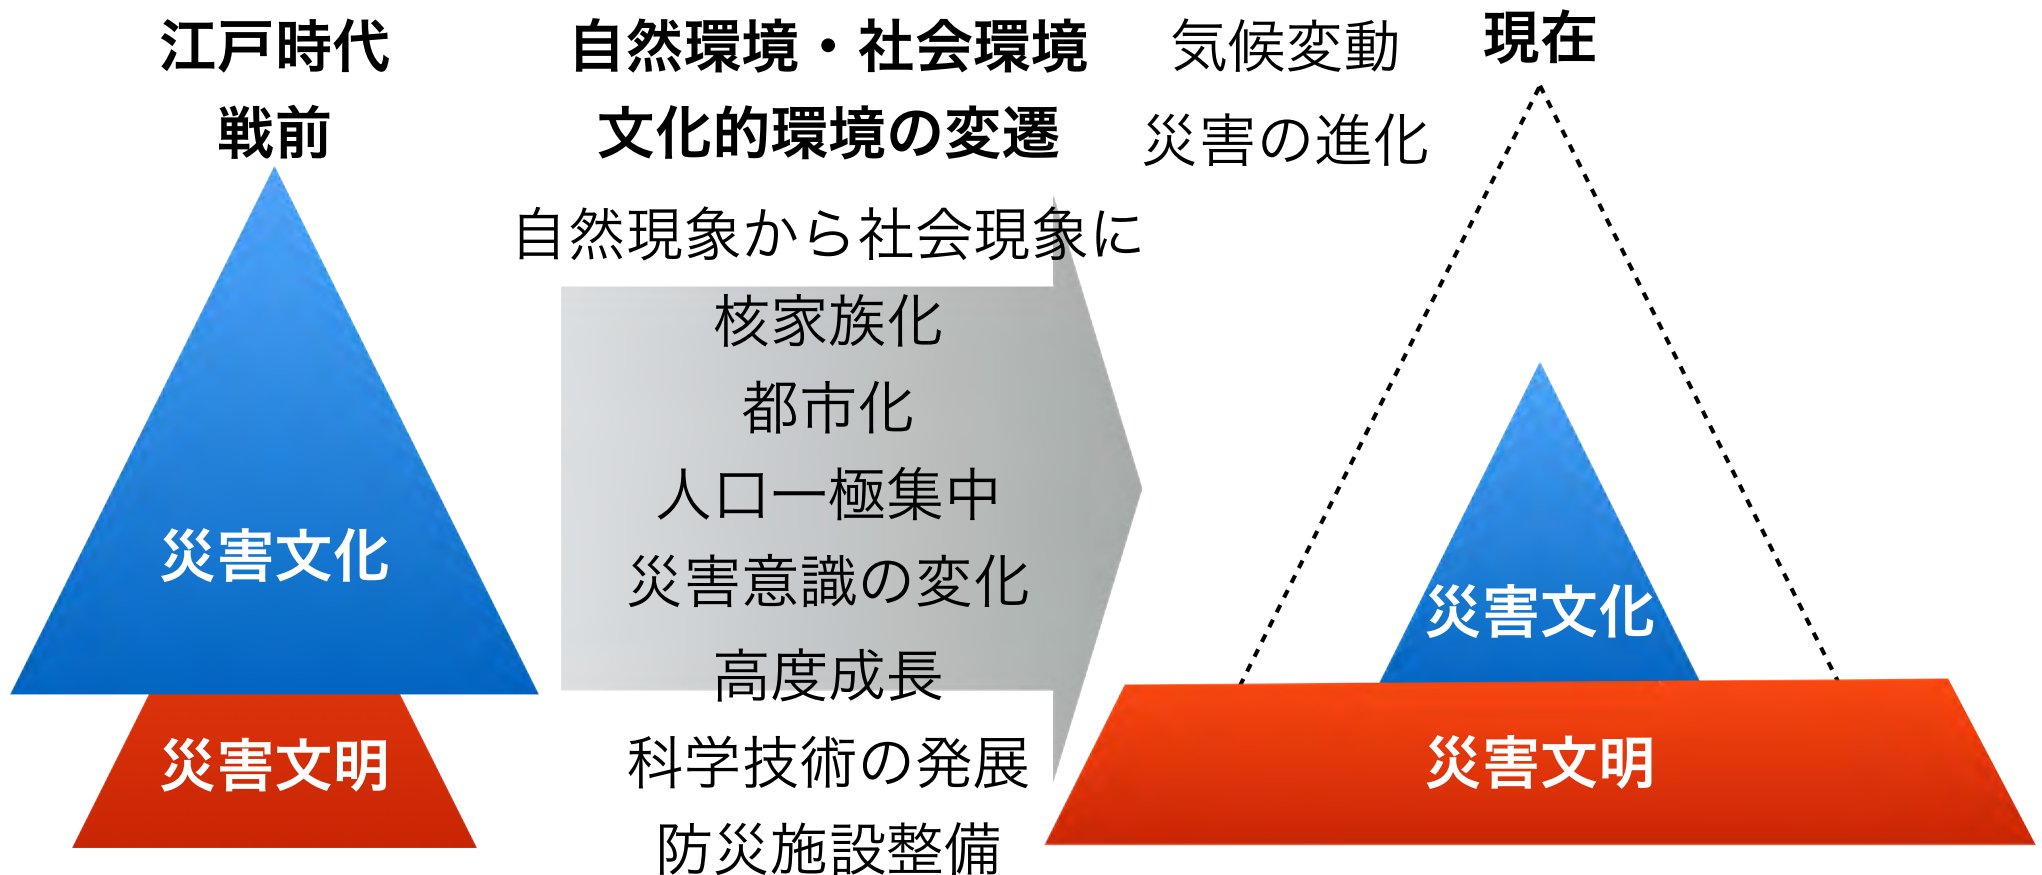 江戸時代
戦前
災害文化
災害文明
自然環境・社会環境
文化的環境の変遷
自然現象から社会現象に
核家族化
都市化
人口一極集中
災害意識の変化
高度成長
科学技術の発展
防災施設整備
気候変動
災害の進化
現在
災害文化
災害文明